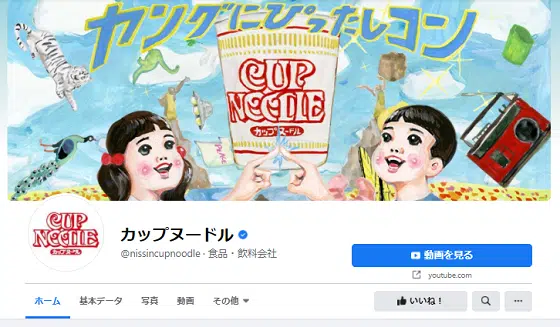 ヤングにぴったしコン
CUP
NOODLE
カップヌードル
CUP
NOODLE
カップヌードル
カップヌードル
@nissincupnoodle · 食品・飲料会社
動画を見る
youtube.com
ホーム
基本データ
写真
動画
その他
いいね!